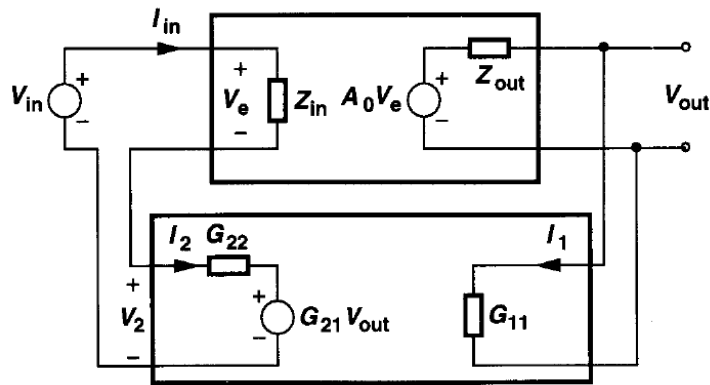 I_in
+
V_in
−
+
V_e
−
Z_in
+
A_0V_e
−
Z_out
V_out
I_2
G_22
I_1
+
V_2
−
+
G_21V_out
−
G_11